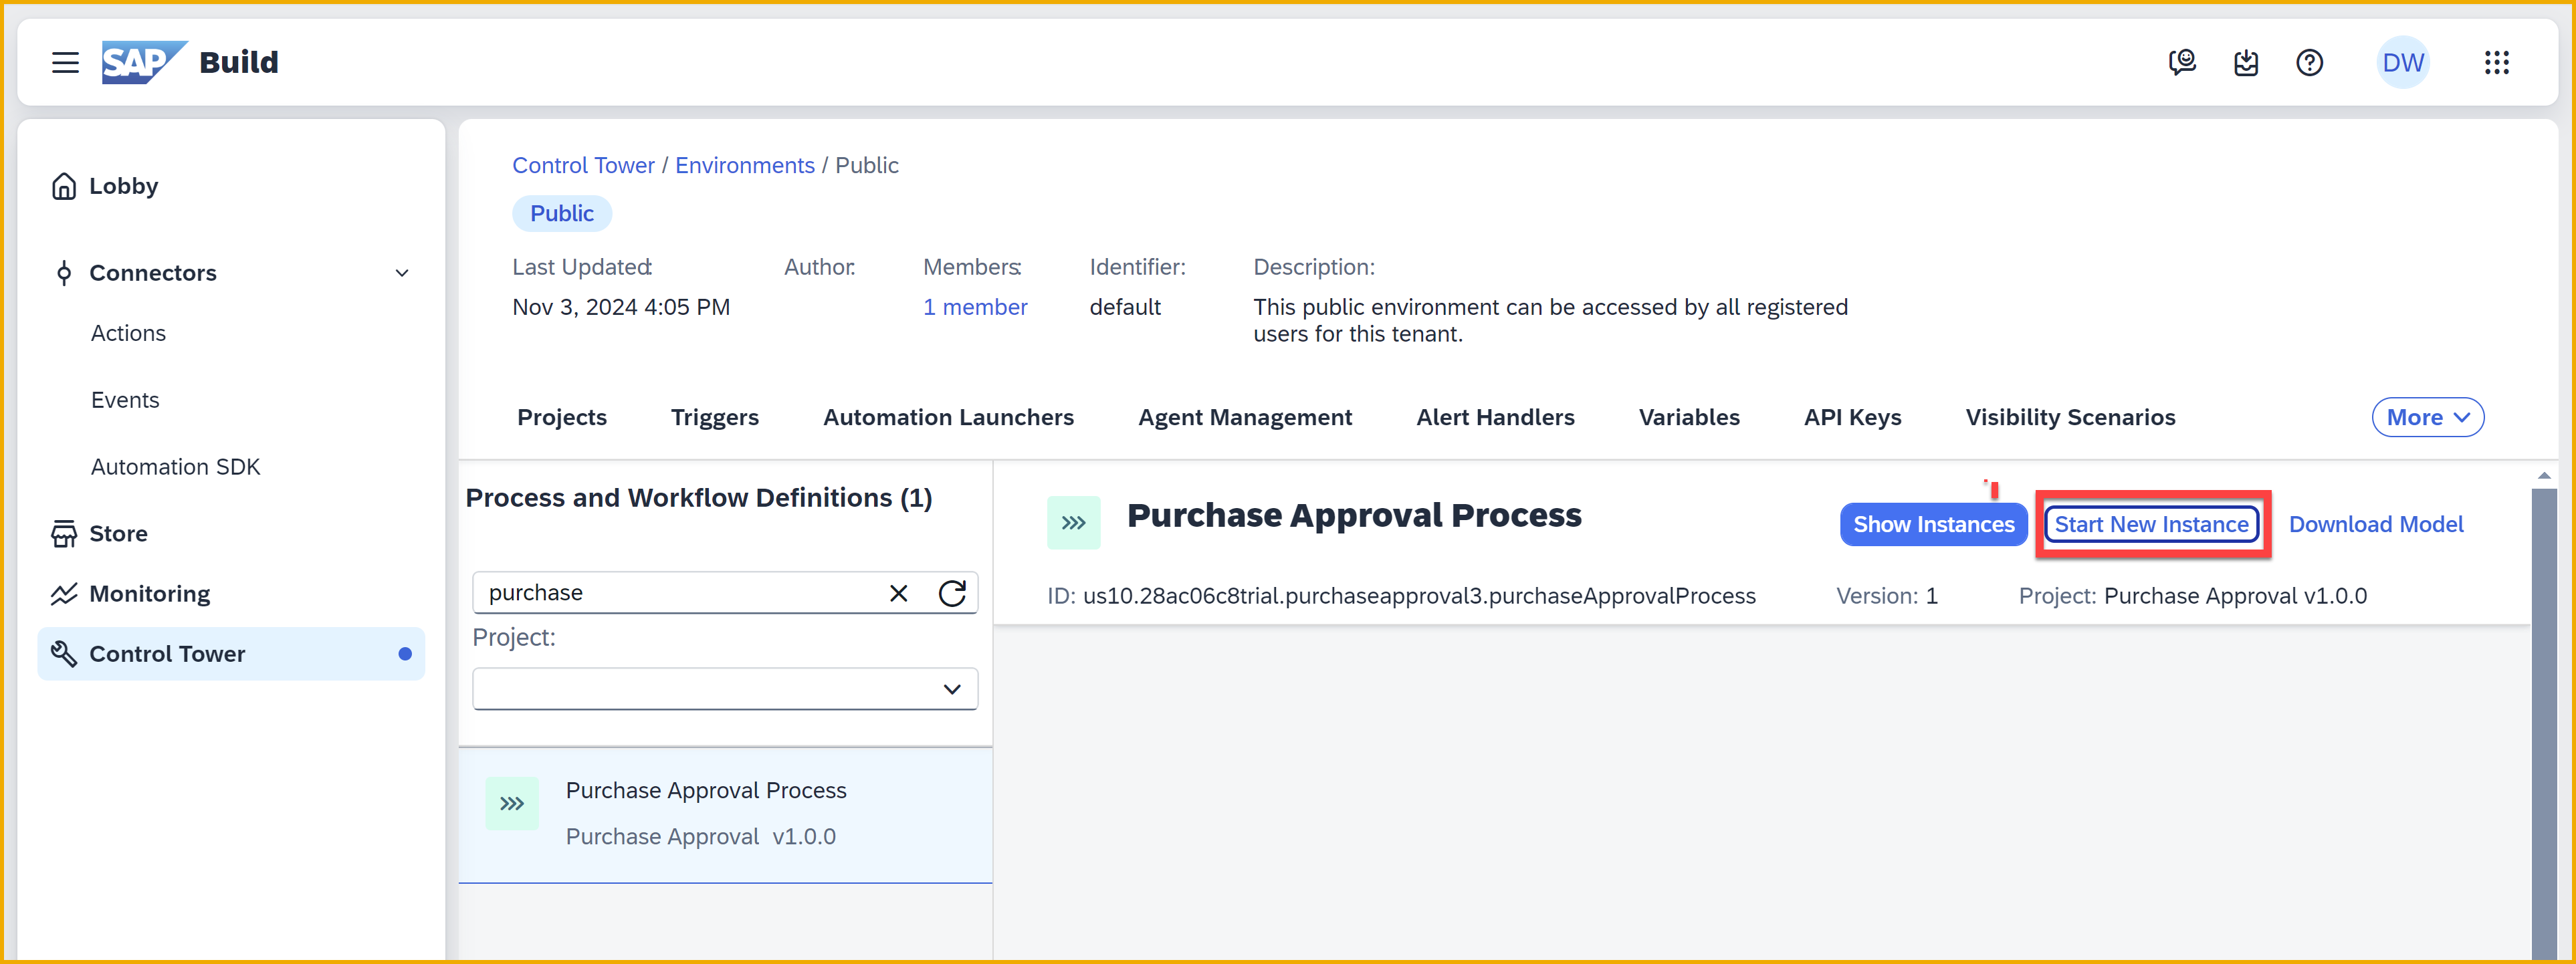 SAP Build
DW
Lobby
Connectors
Actions
Events
Automation SDK
Store
Monitoring
Control Tower
Control Tower / Environments / Public
Public
Last Updated: Author: Members: Identifier: Description:
Nov 3, 2024 4:05 PM 1 member default This public environment can be accessed by all registered
users for this tenant.
Projects Triggers Automation Launchers Agent Management Alert Handlers Variables API Keys Visibility Scenarios More
Process and Workflow Definitions (1)
purchase
Project:
Purchase Approval Process
Purchase Approval v1.0.0
Purchase Approval Process
Show Instances Start New Instance Download Model
ID: us10.28ac06c8trial.purchaseapproval3.purchaseApprovalProcess Version: 1 Project: Purchase Approval v1.0.0